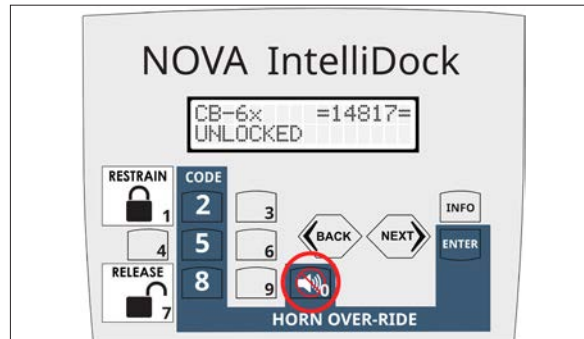 NOVA IntelliDock
CB-6x =14817=
UNLOCKED
RESTRAIN
1
CODE
2
3
4
5
6
BACK
NEXT
INFO
ENTER
RELEASE
7
8
9
0
HORN OVER-RIDE